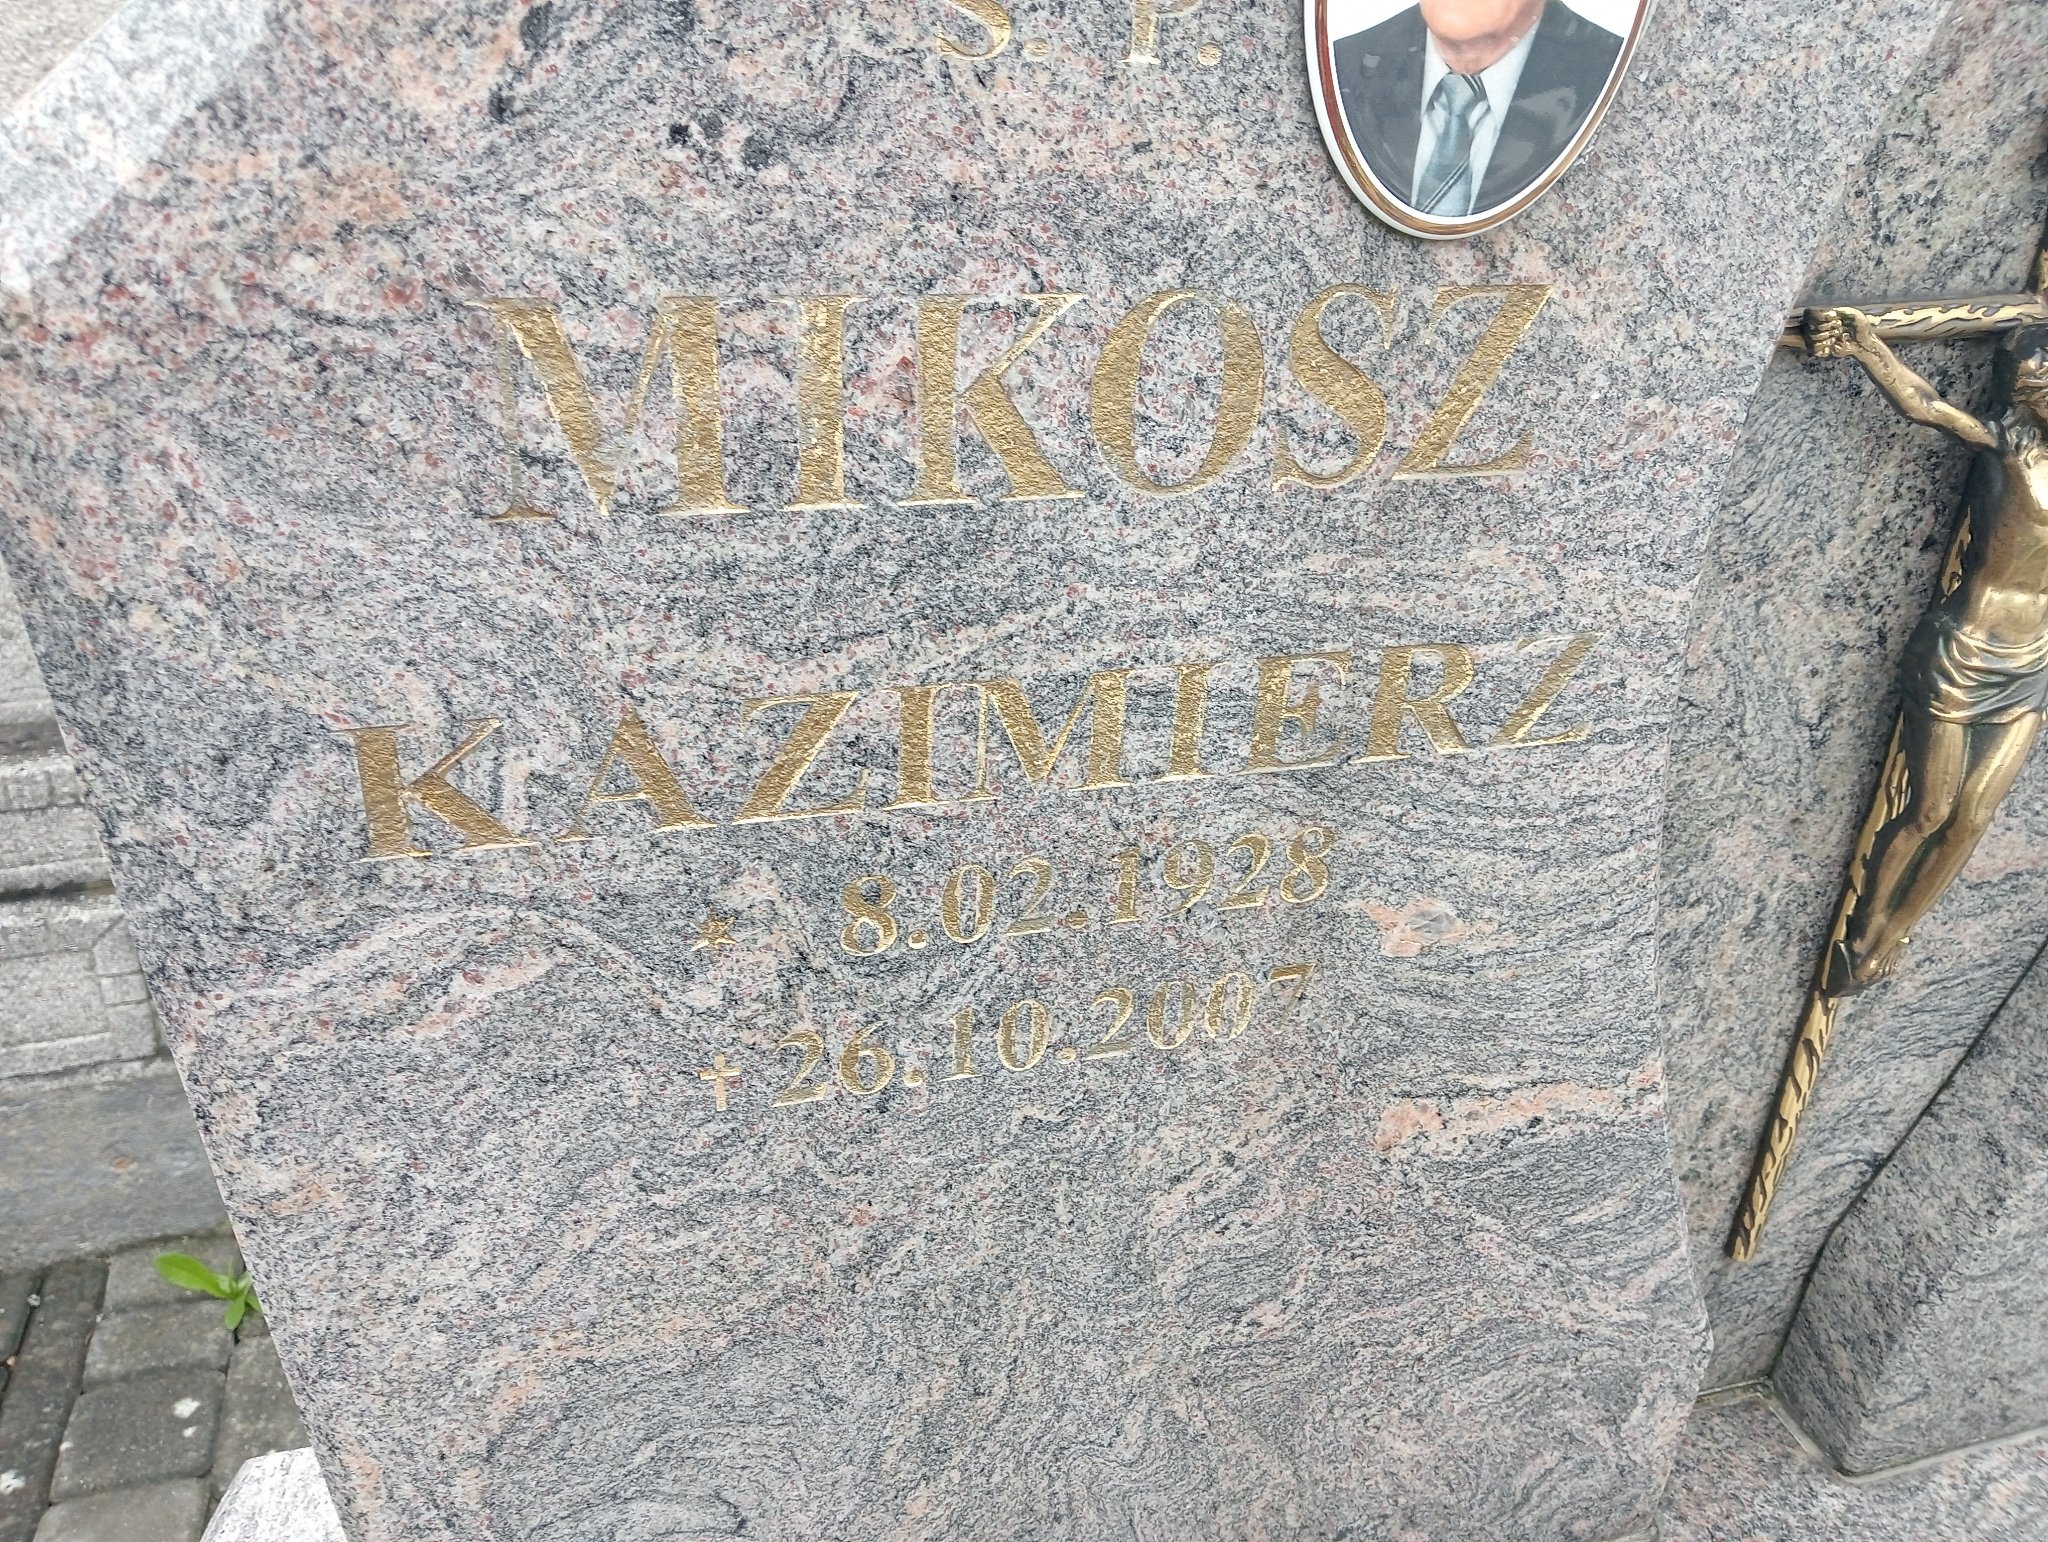 Ś.P.
MIKOSZ
KAZIMIERZ
* 8.02.1928
✝ 26.10.2007